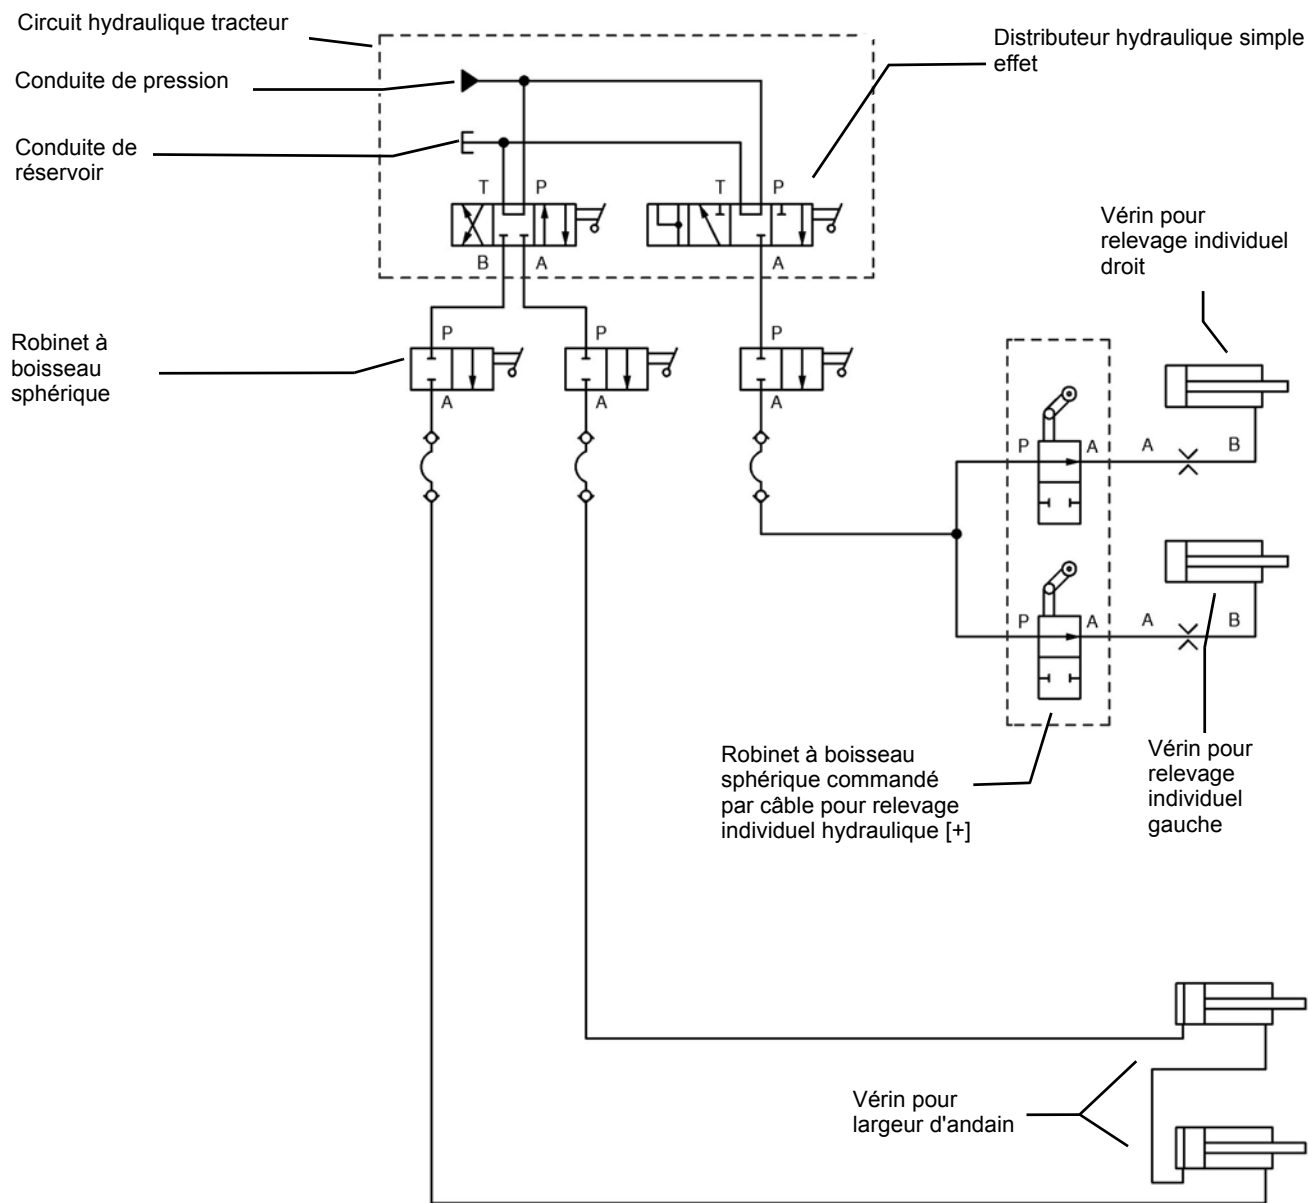 Circuit hydraulique tracteur
Distributeur hydraulique simple
effet
Conduite de pression
Conduite de
réservoir
T P T P
B A A
Vérin pour
relevage individuel
droit
Robinet à
boisseau
sphérique
P P P
A A A
P A A B
P A A B
Robinet à boisseau
sphérique commandé
par câble pour relevage
individuel hydraulique [+]
Vérin pour
relevage
individuel
gauche
Vérin pour
largeur d'andain